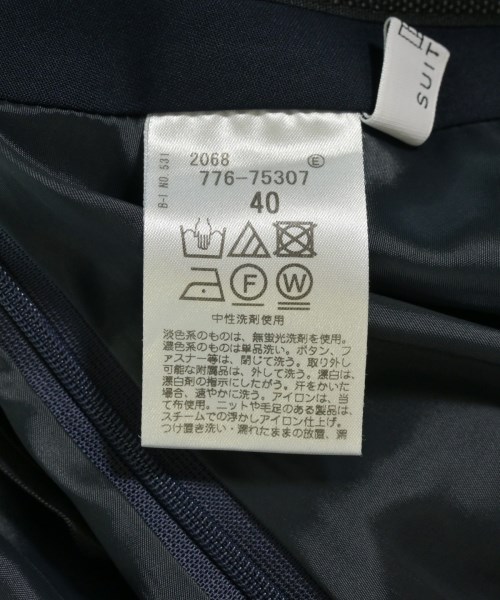 SUIT
B-1 NO.531
2068 E
776-75307
40
F W
中性洗剤使用
淡色系のものは、無蛍光洗剤を使用。
濃色系のものは単品洗い。ボタン、フ
ァスナー等は、閉じて洗う。取り外し
可能な附属品は、外して洗う。漂白は、
漂白剤の指示にしたがう。汗をかいた
場合、速やかに洗う。アイロンは、当
て布使用。ニットや毛足のある製品は、
スチームでの浮かしアイロン仕上げ。
つけ置き洗い・濡れたままの放置、濡